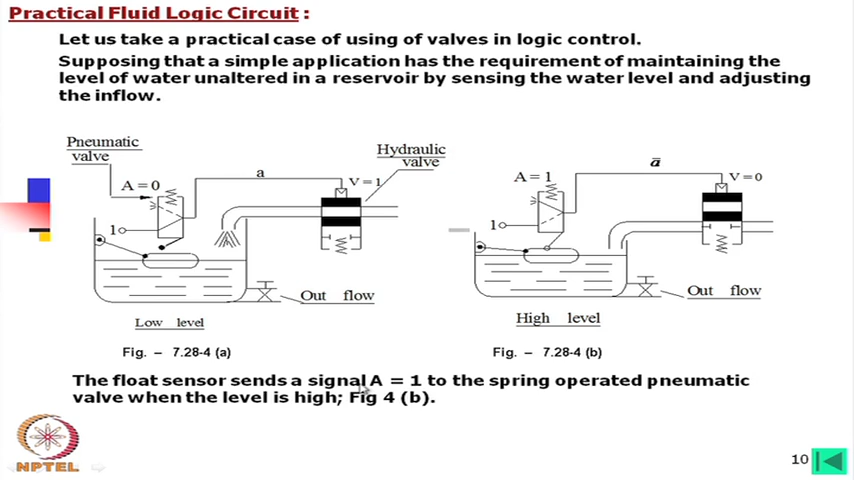 Practical Fluid Logic Circuit :
Let us take a practical case of using of valves in logic control.
Supposing that a simple application has the requirement of maintaining the
level of water unaltered in a reservoir by sensing the water level and adjusting
the inflow.
Pneumatic
valve
A = 0
1
a
V = 1
Hydraulic
valve
Out flow
Low level
Fig. – 7.28-4 (a)
A = 1
1
a̅
V = 0
Out flow
High level
Fig. – 7.28-4 (b)
The float sensor sends a signal A = 1 to the spring operated pneumatic
valve when the level is high; Fig 4 (b).
NPTEL
10